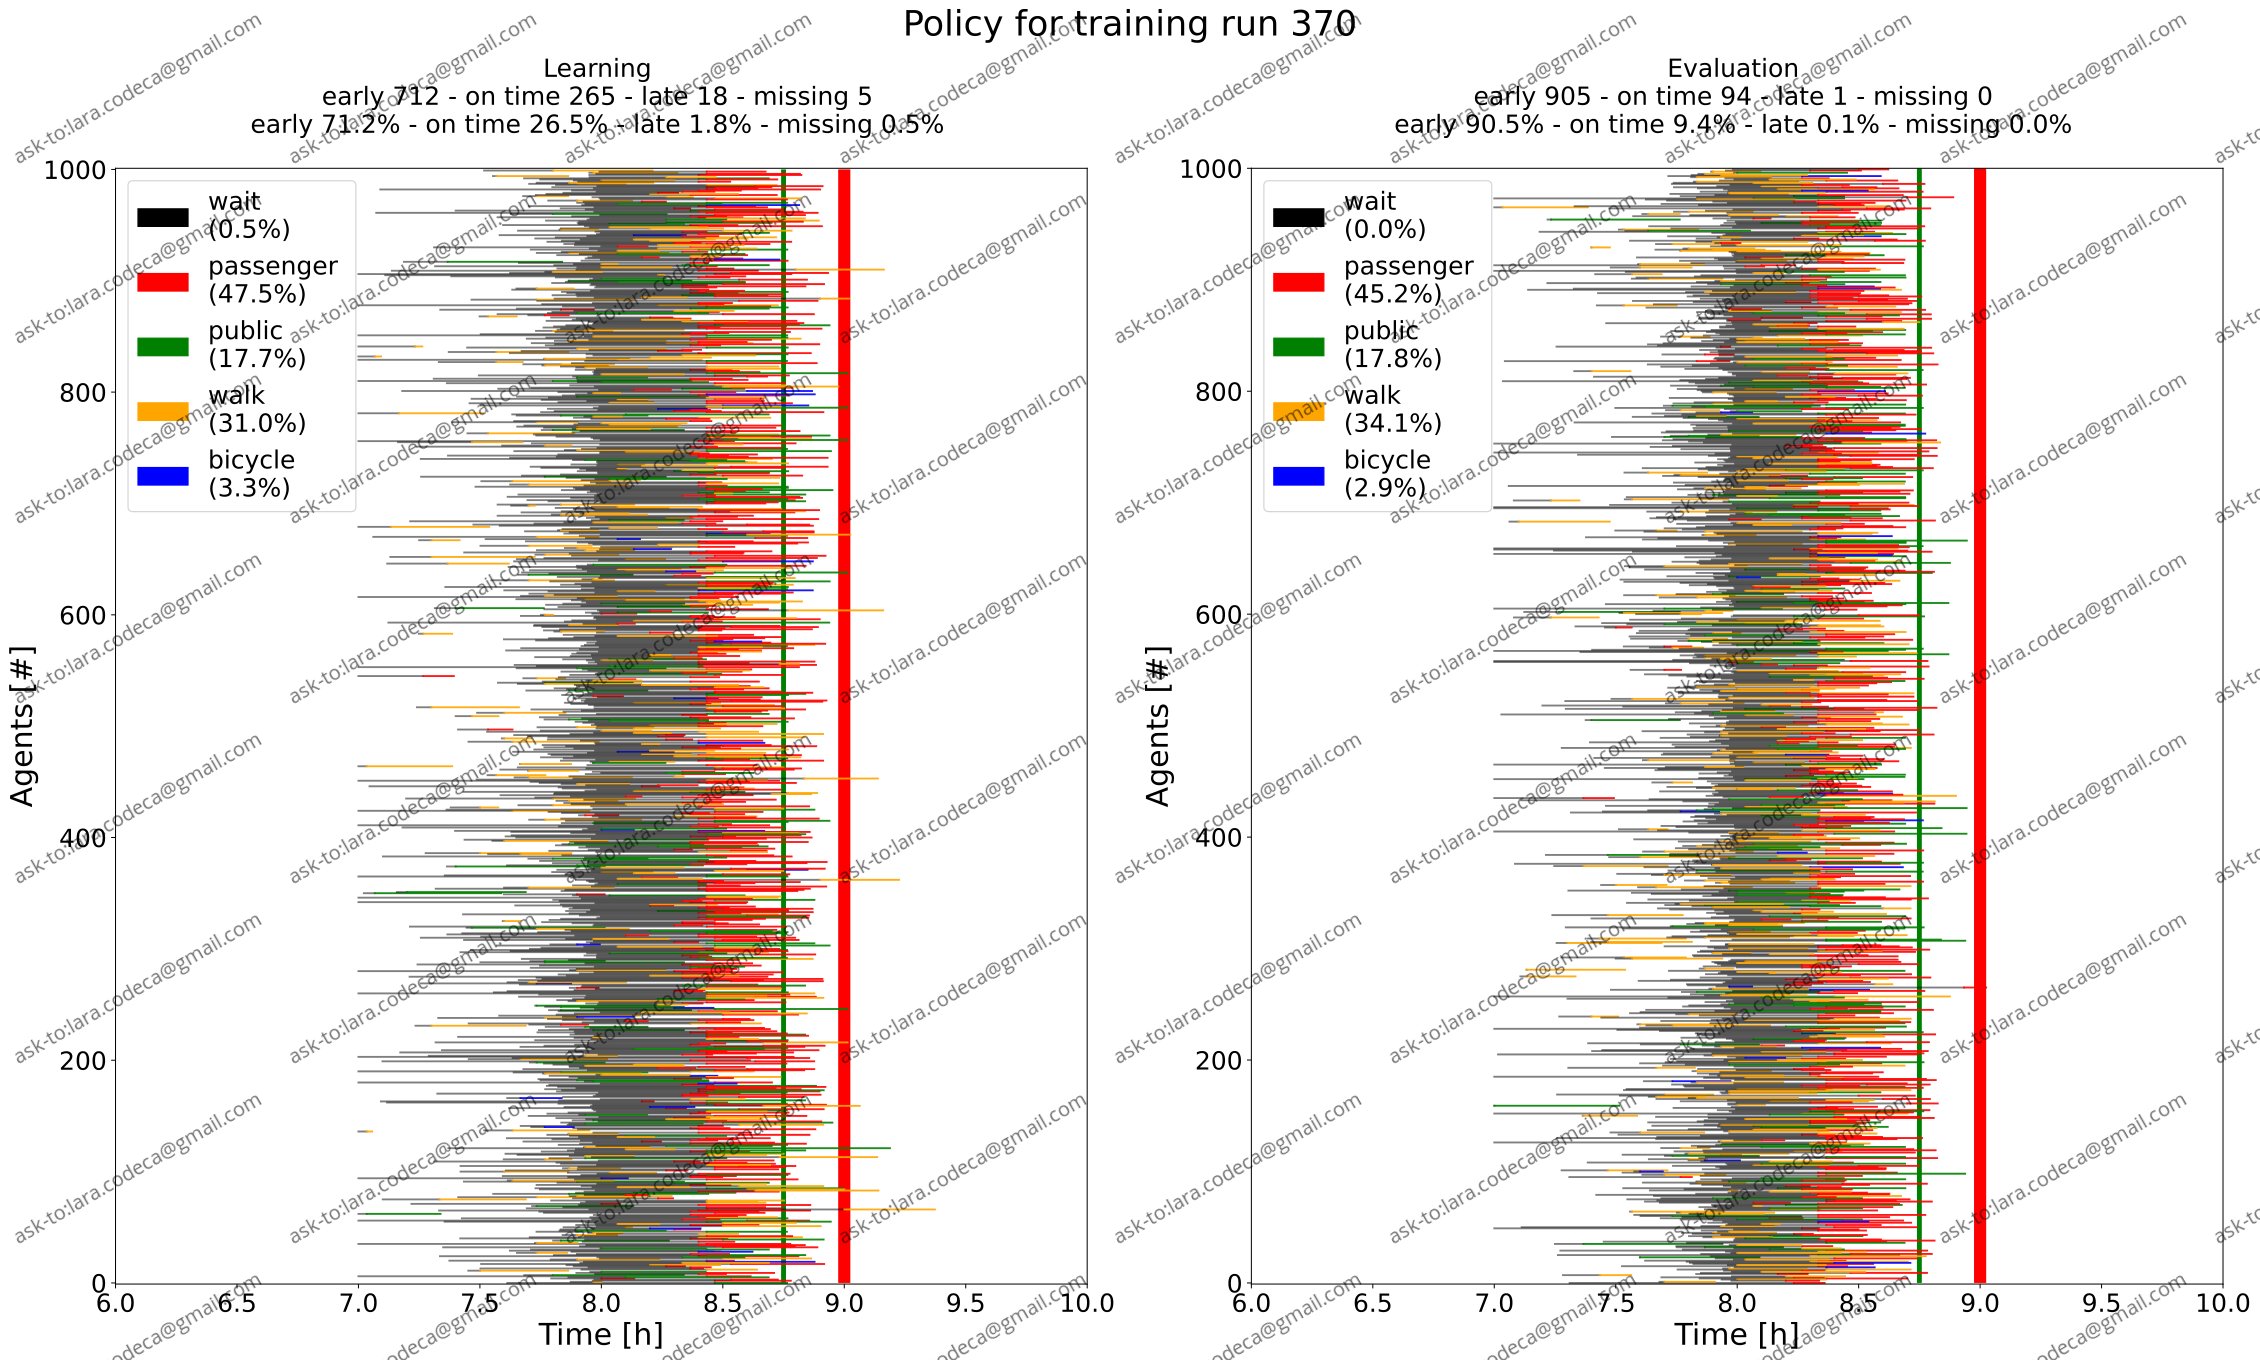 Policy for training run 370
Learning
early 712 - on time 265 - late 18 - missing 5
early 71.2% - on time 26.5% - late 1.8% - missing 0.5%
1000
800
600
400
200
0
Agents [#]
wait
(0.5%)
passenger
(47.5%)
public
(17.7%)
walk
(31.0%)
bicycle
(3.3%)
6.0 6.5 7.0 7.5 8.0 8.5 9.0 9.5 10.0
Time [h]
Evaluation
early 905 - on time 94 - late 1 - missing 0
early 90.5% - on time 9.4% - late 0.1% - missing 0.0%
1000
800
600
400
200
0
Agents [#]
wait
(0.0%)
passenger
(45.2%)
public
(17.8%)
walk
(34.1%)
bicycle
(2.9%)
6.0 6.5 7.0 7.5 8.0 8.5 9.0 9.5 10.0
Time [h]
ask-to:lara.codeca@gmail.com